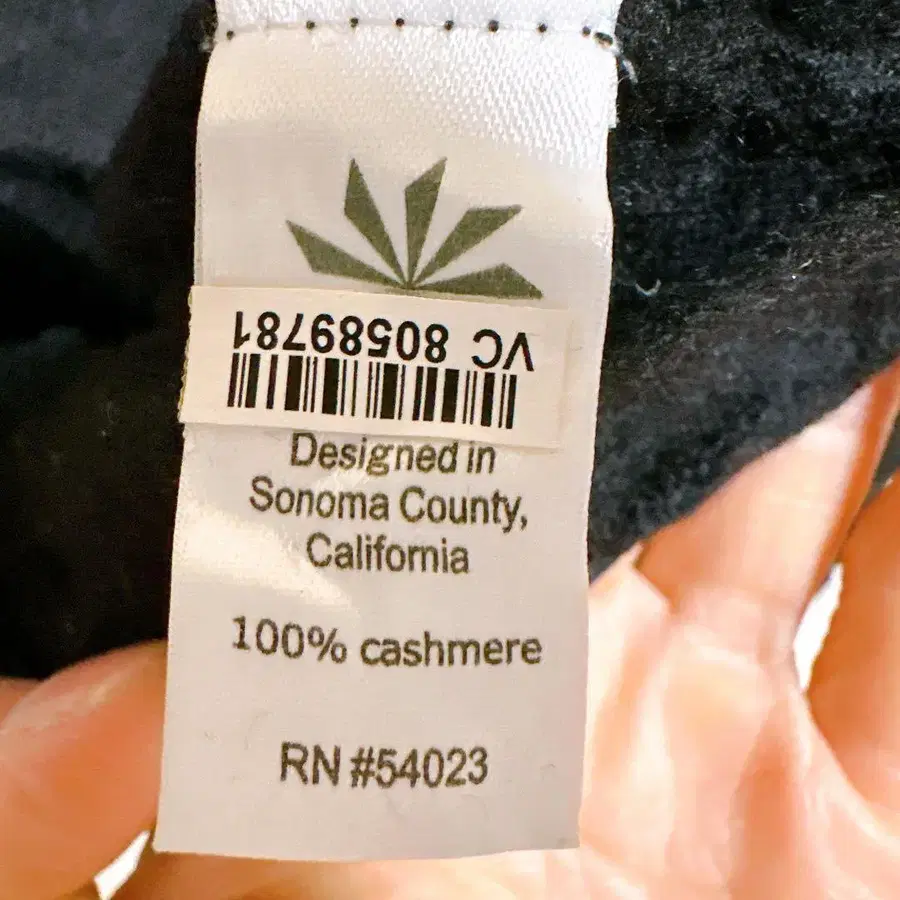 VC 80589781
Designed in
Sonoma County,
California
100% cashmere
RN #54023